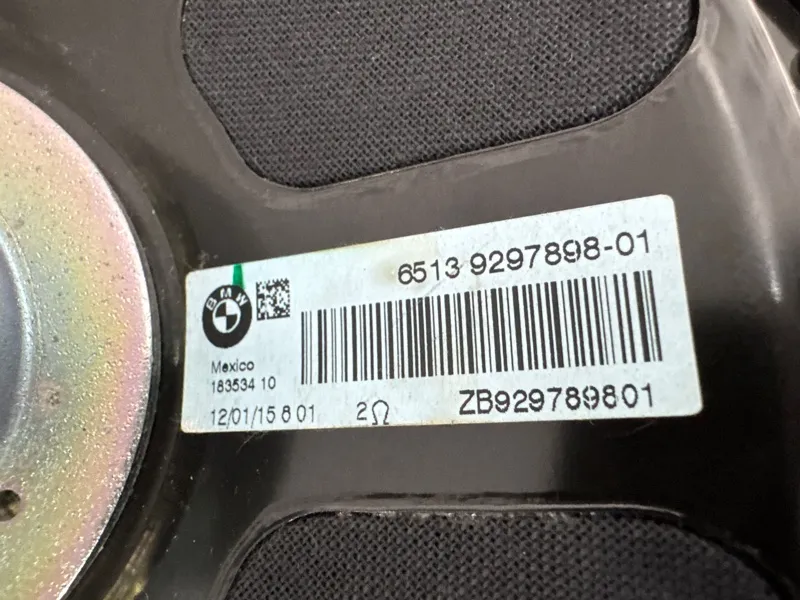 6513 9297898-01
BMW
Mexico
183534 10
12/01/15 8 01
2Ω
ZB929789801